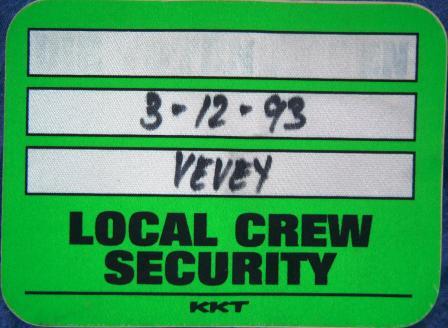 3-12-93
VEVEY
LOCAL CREW
SECURITY
KKT